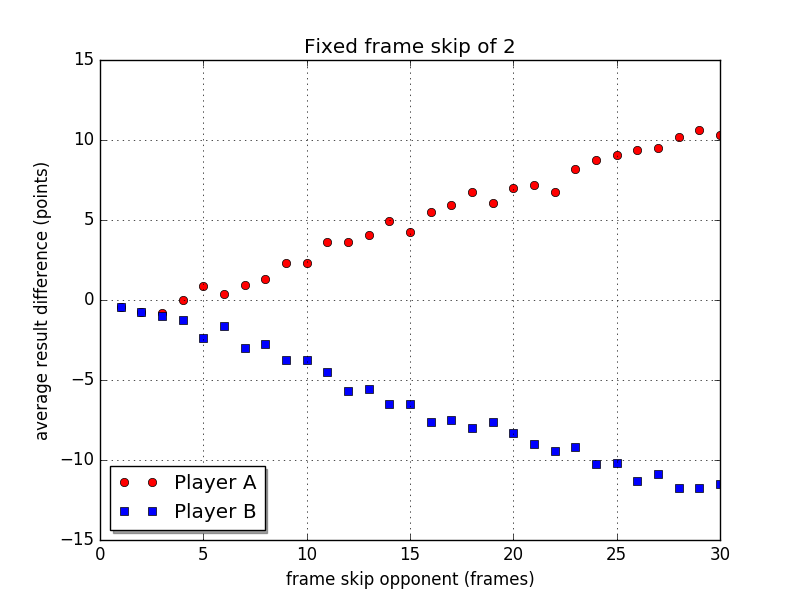 Fixed frame skip of 2
15
10
5
0
−5
−10
−15
average result difference (points)
Player A
Player B
0 5 10 15 20 25 30
frame skip opponent (frames)